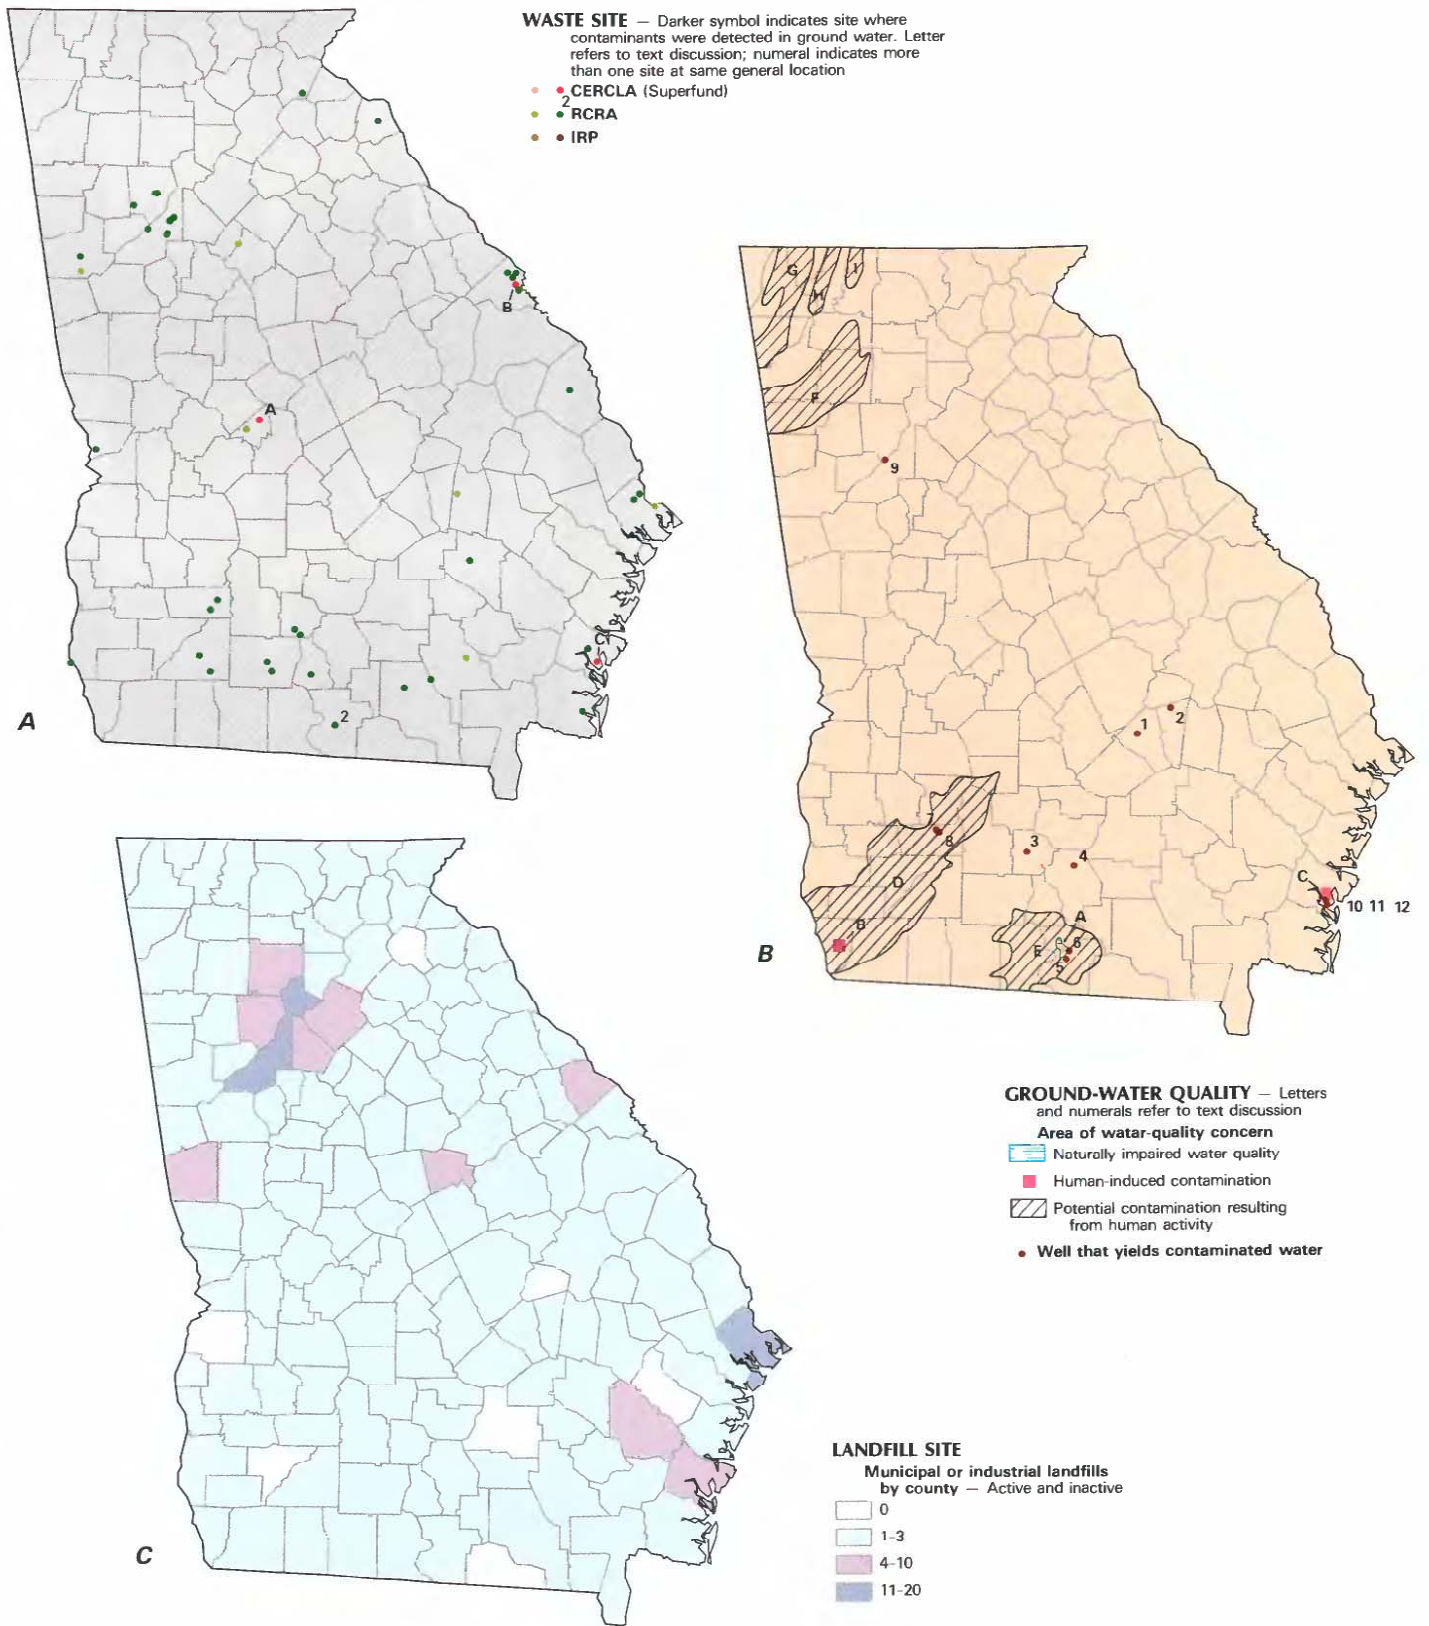 WASTE SITE — Darker symbol indicates site where
contaminants were detected in ground water. Letter
refers to text discussion; numeral indicates more
than one site at same general location
CERCLA (Superfund)
2
RCRA
IRP
B
A
C
2
A
G
H
I
F
9
1
2
7
8
3
4
D
C
10 11 12
A
B
E
6
5
B
GROUND-WATER QUALITY — Letters
and numerals refer to text discussion
Area of watar-quality concern
Naturally impaired water quality
Human-induced contamination
Potential contamination resulting
from human activity
Well that yields contaminated water
C
LANDFILL SITE
Municipal or industrial landfills
by county — Active and inactive
0
1-3
4-10
11-20